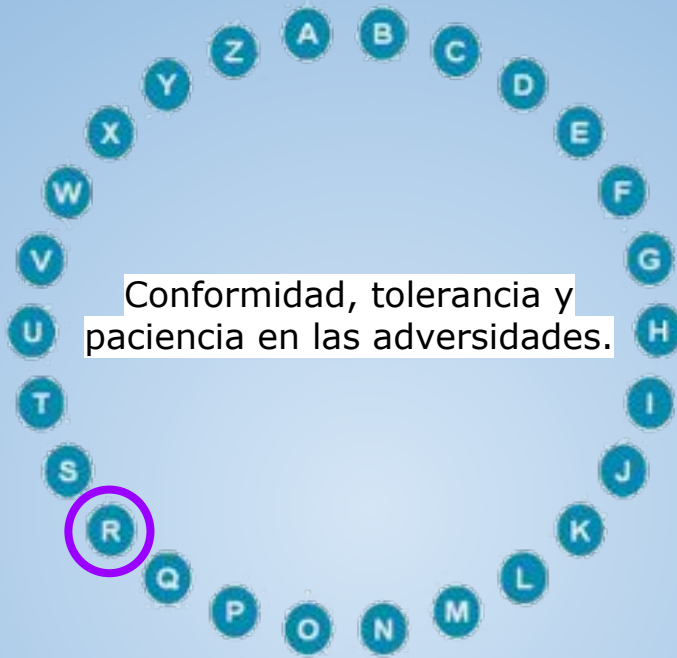 A
B
C
D
E
F
G
H
I
J
K
L
M
N
O
P
Q
R
S
T
U
V
W
X
Y
Z
Conformidad, tolerancia y
paciencia en las adversidades.